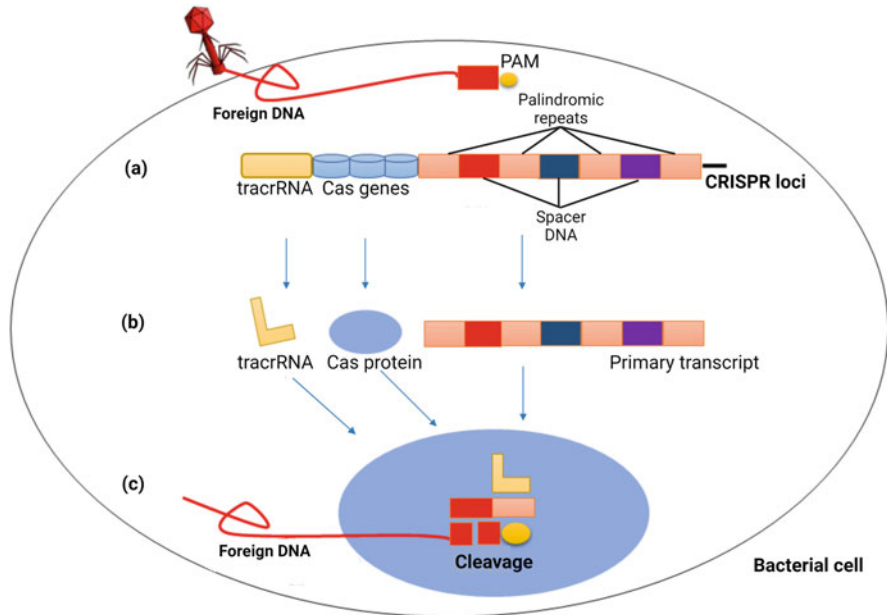 PAM
Foreign DNA
Palindromic
repeats
(a)
tracrRNA Cas genes
CRISPR loci
Spacer
DNA
(b)
tracrRNA Cas protein Primary transcript
(c)
Foreign DNA
Cleavage
Bacterial cell